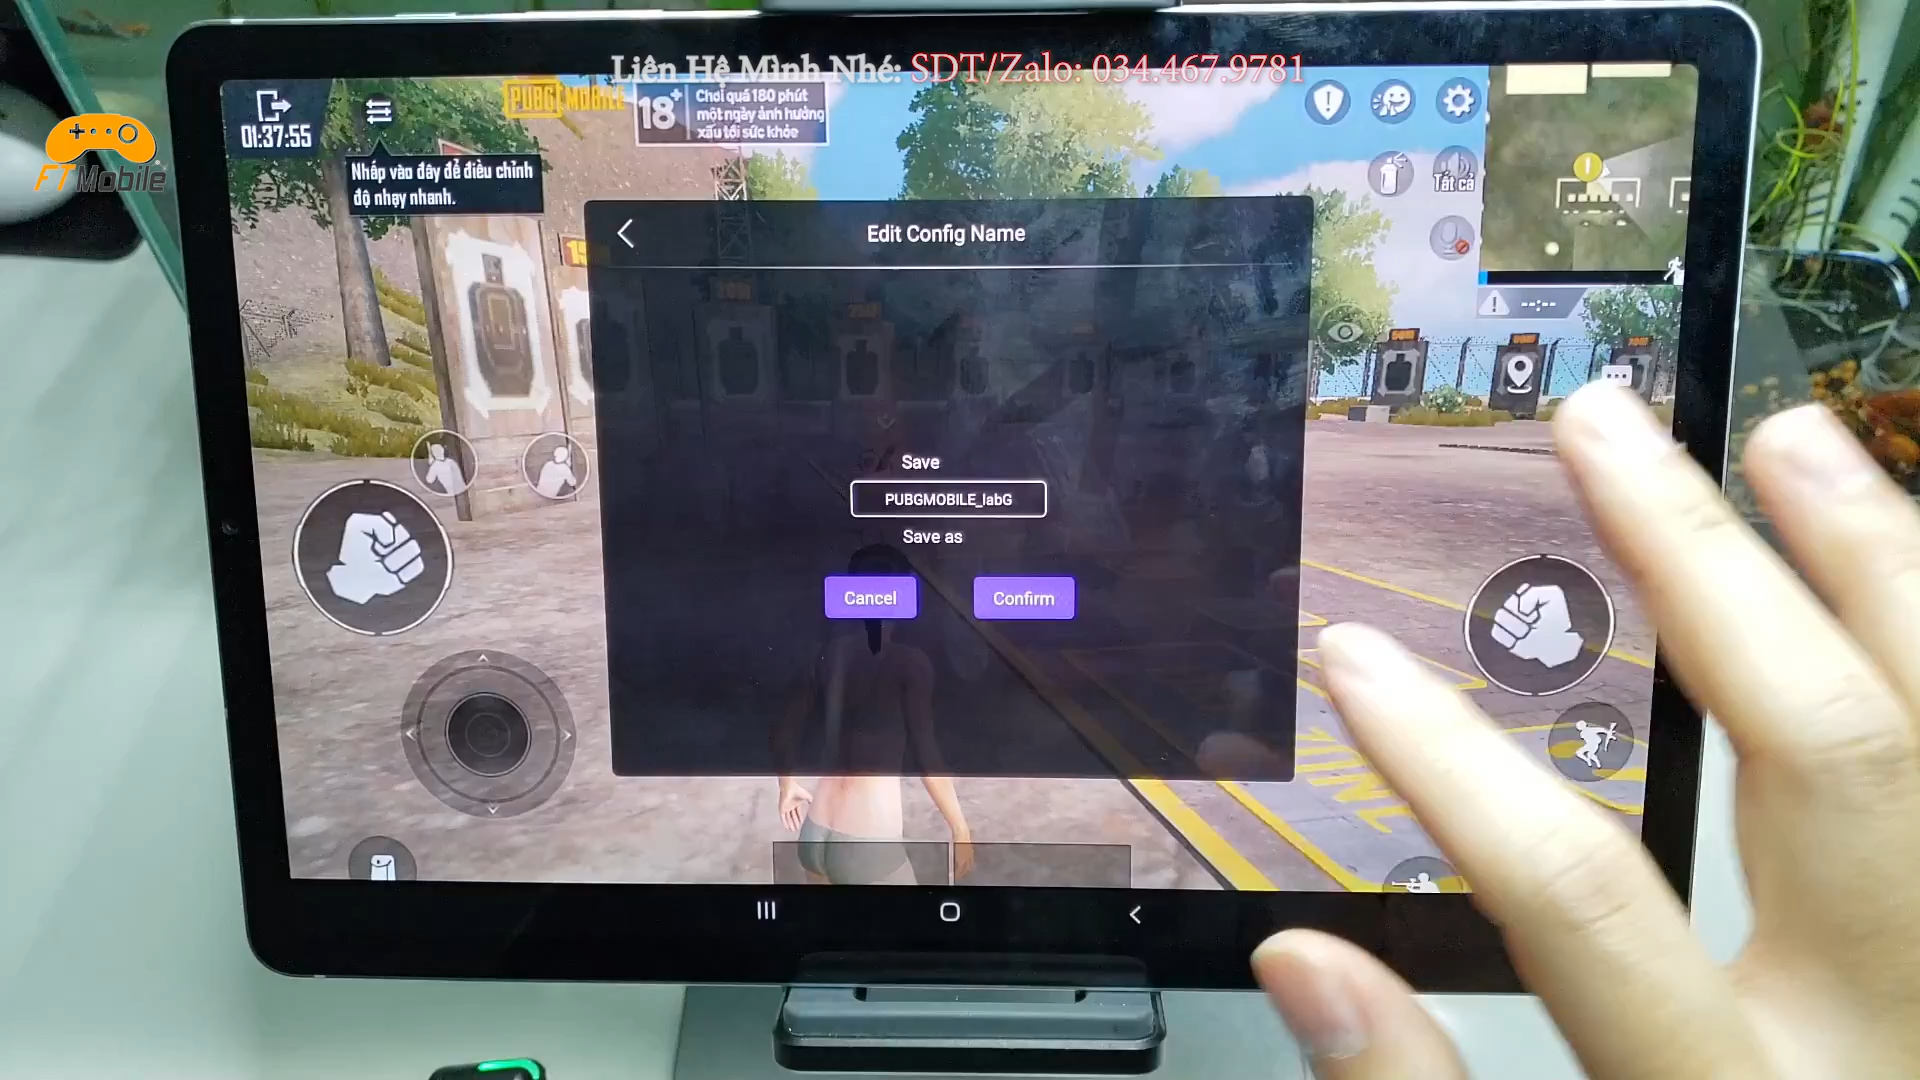 Liên Hệ Mình Nhé: SDT/Zalo: 034.467.9781
FTMobile
01:37:55
PUBG MOBILE
18+
Chơi quá 180 phút
một ngày ảnh hưởng
xấu tới sức khỏe
Nhấp vào đây để điều chỉnh
độ nhạy nhanh.
Tất cả
Edit Config Name
Save
PUBGMOBILE_labG
Save as
Cancel
Confirm